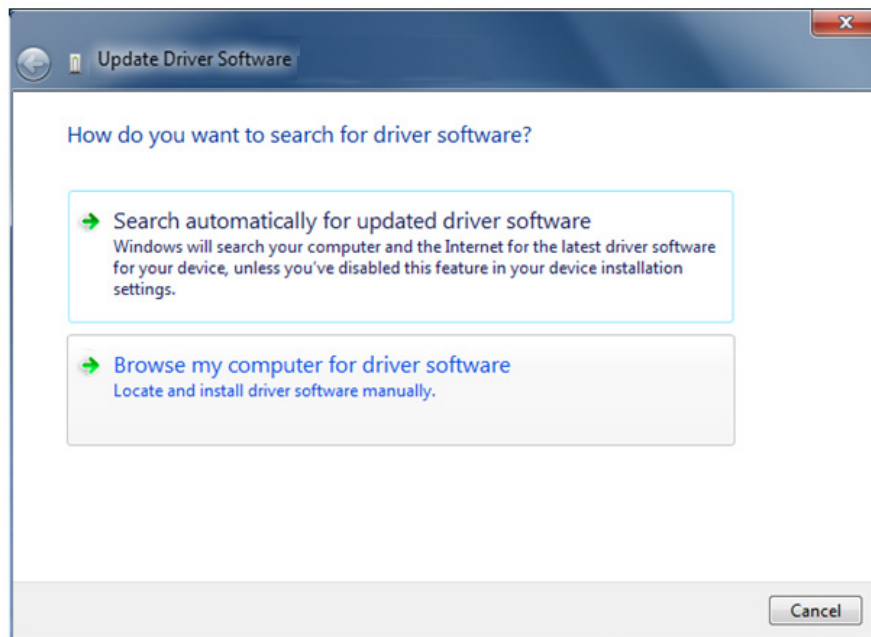 Update Driver Software
How do you want to search for driver software?
Search automatically for updated driver software
Windows will search your computer and the Internet for the latest driver software
for your device, unless you've disabled this feature in your device installation
settings.
Browse my computer for driver software
Locate and install driver software manually.
Cancel